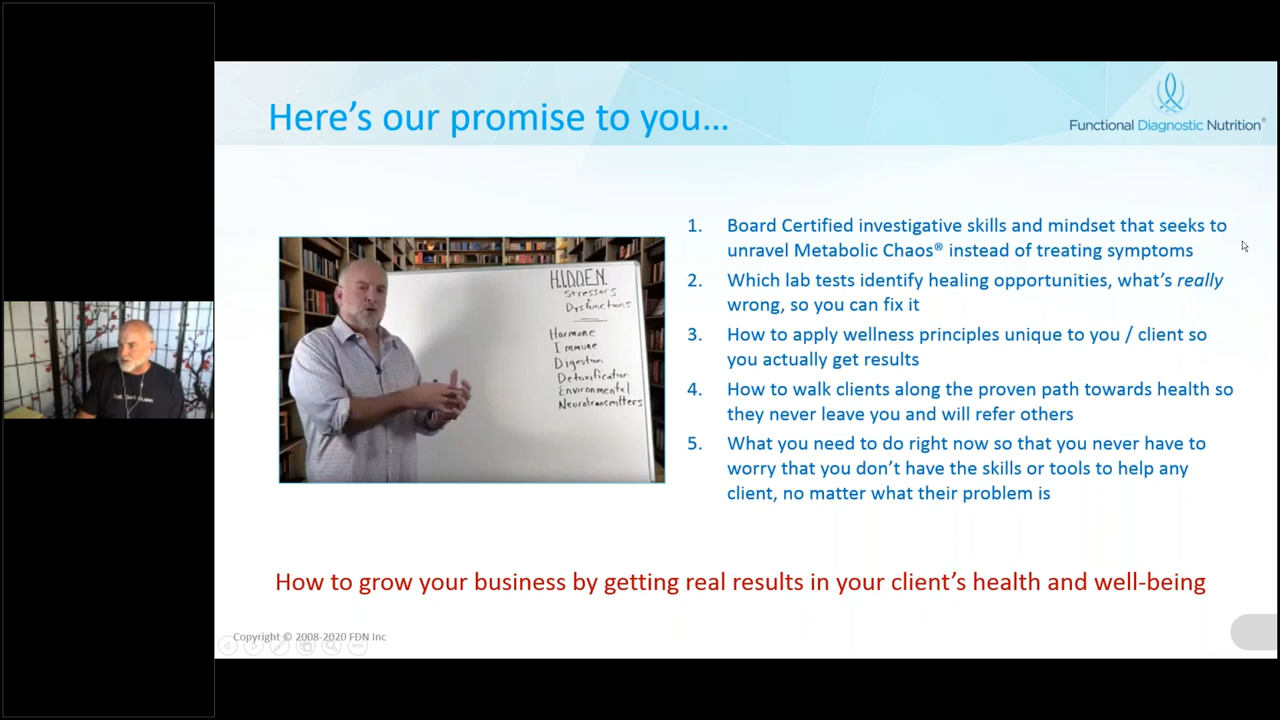 Here's our promise to you…
Functional Diagnostic Nutrition®
H.I.D.D.E.N.
Stressors
Dysfunctions
Hormone
Immune
Digestion
Detoxification
Environmental
Neurotransmitters
1. Board Certified investigative skills and mindset that seeks to
unravel Metabolic Chaos® instead of treating symptoms
2. Which lab tests identify healing opportunities, what's really
wrong, so you can fix it
3. How to apply wellness principles unique to you / client so
you actually get results
4. How to walk clients along the proven path towards health so
they never leave you and will refer others
5. What you need to do right now so that you never have to
worry that you don't have the skills or tools to help any
client, no matter what their problem is
How to grow your business by getting real results in your client's health and well-being
Copyright © 2008-2020 FDN Inc